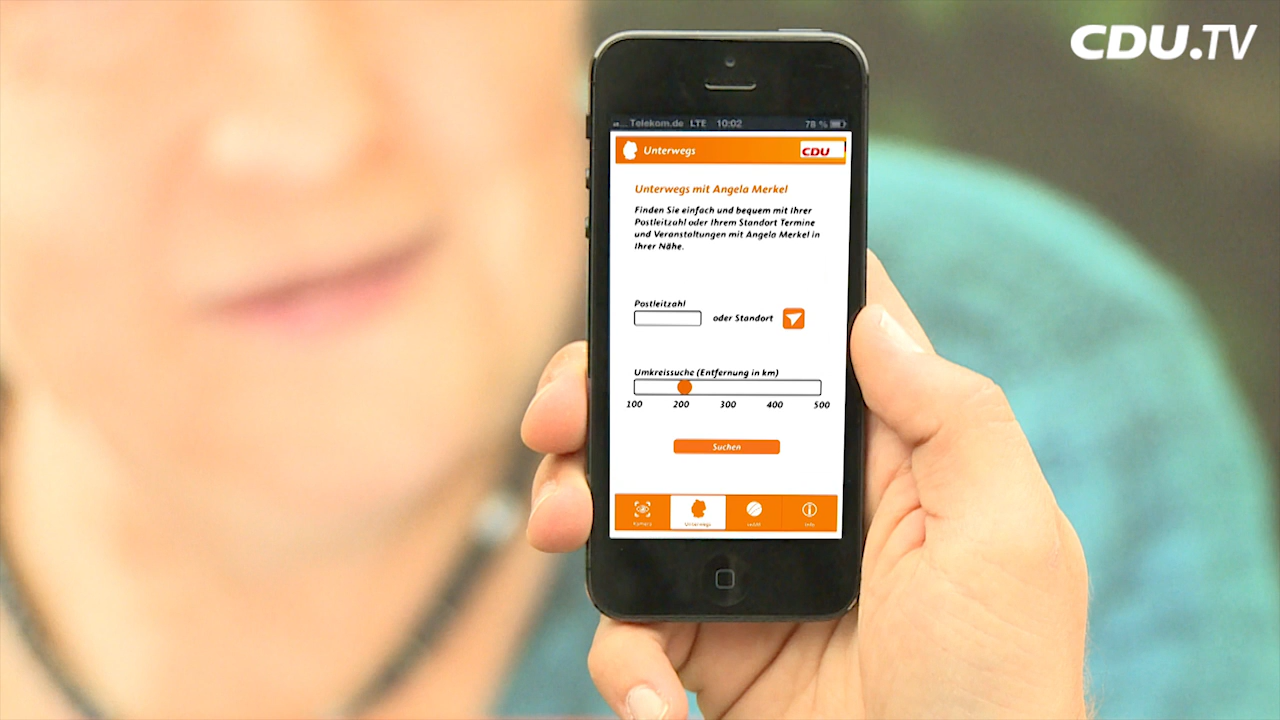 CDU.TV
Telekom.de LTE 10:02 78 %
Unterwegs CDU
Unterwegs mit Angela Merkel
Finden Sie einfach und bequem mit Ihrer
Postleitzahl oder Ihrem Standort Termine
und Veranstaltungen mit Angela Merkel in
Ihrer Nähe.
Postleitzahl
oder Standort
Umkreissuche (Entfernung in km)
100 200 300 400 500
Suchen
Kamera Unterwegs